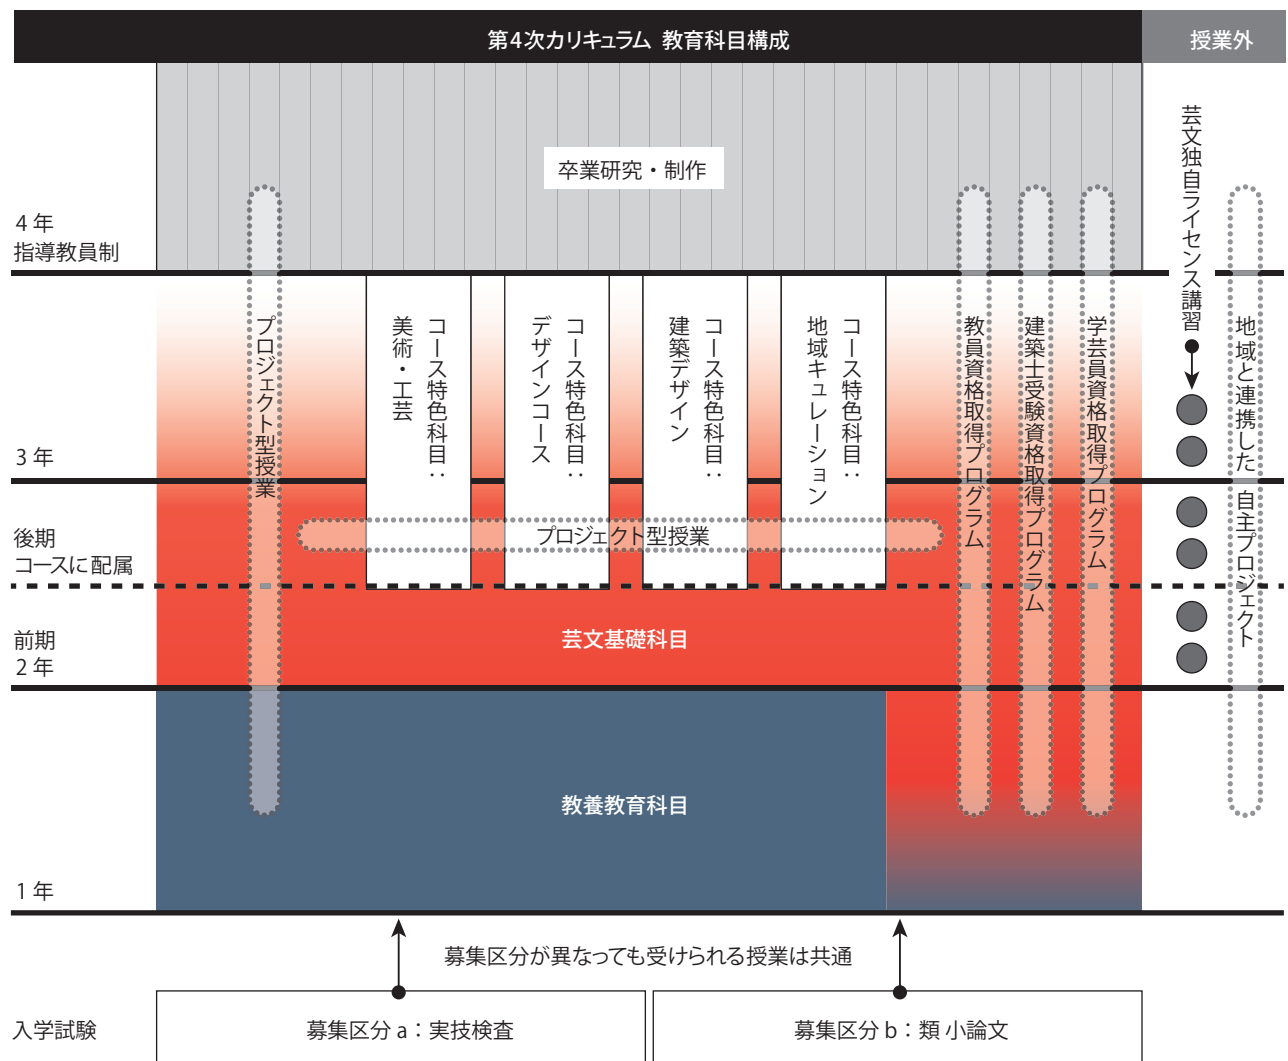 第4次カリキュラム 教育科目構成
授業外
卒業研究・制作
4 年
指導教員制
芸文独自ライセンス講習
プロジェクト型授業
コース特色科目：
美術・工芸
コース特色科目：
デザインコース
コース特色科目：
建築デザイン
コース特色科目：
地域キュレーション
教員資格取得プログラム
建築士受験資格取得プログラム
学芸員資格取得プログラム
地域と連携した自主プロジェクト
3 年
プロジェクト型授業
後期
コースに配属
前期
2 年
芸文基礎科目
教養教育科目
1 年
募集区分が異なっても受けられる授業は共通
入学試験
募集区分 a：実技検査
募集区分 b：類 小論文